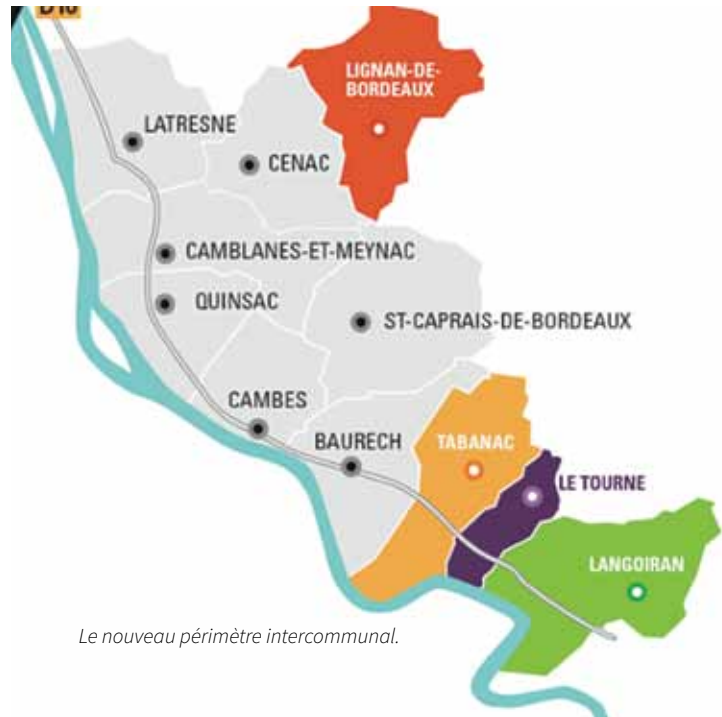 D10
LIGNAN-DE-
BORDEAUX
LATRESNE
CENAC
CAMBLANES-ET-MEYNAC
QUINSAC
ST-CAPRAIS-DE-BORDEAUX
CAMBES
BAURECH
TABANAC
LE TOURNE
LANGOIRAN
Le nouveau périmètre intercommunal.